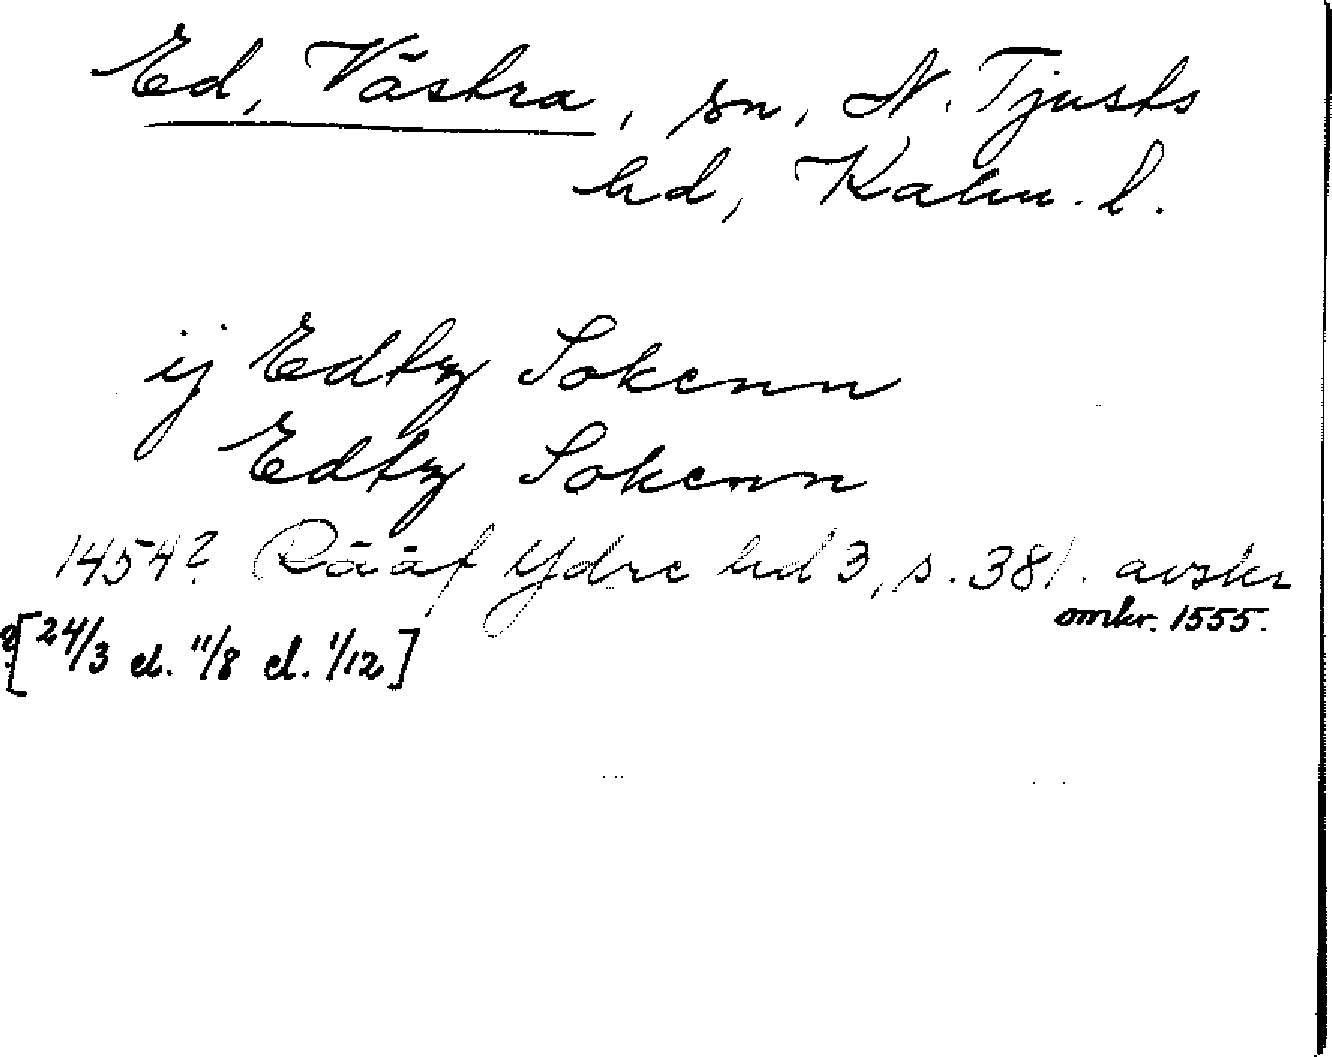 Ed, Västra, sn, N. Tjusts
hd, Kalm. l.
ij Edtz Sokenn
Edtz Sokenn
1454? Rääf Ydre hd 3, s. 381. avskr
omkr. 1555.
?[24/3 el. 11/8 el. 1/12]